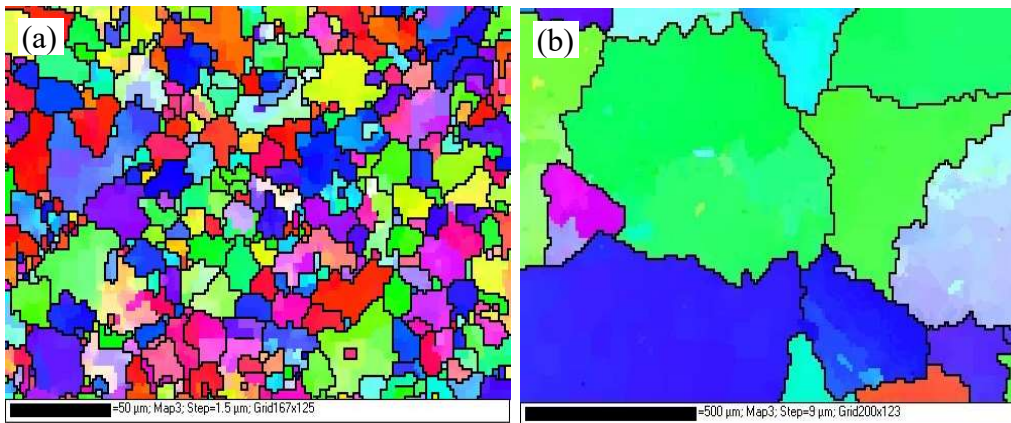 (a)
(b)
=50 µm; Map3; Step=1.5 µm; Grid167x125
=500 µm; Map3; Step=9 µm; Grid200x123